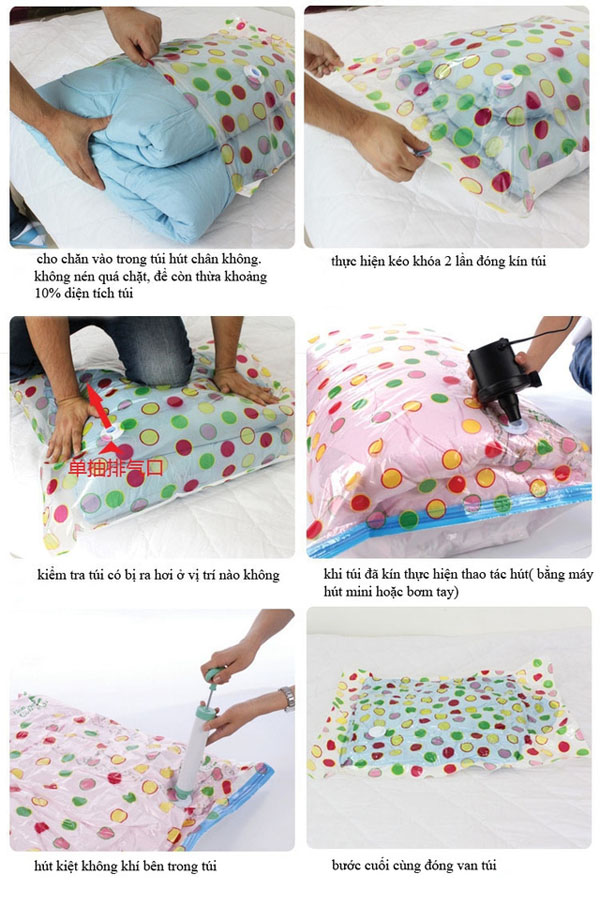 cho chăn vào trong túi hút chân không.
không nén quá chặt, để còn thừa khoảng
10% diện tích túi
thực hiện kéo khóa 2 lần đóng kín túi
单抽排气口
kiểm tra túi có bị ra hơi ở vị trí nào không
khi túi đã kín thực hiện thao tác hút( bằng máy
hút mini hoặc bơm tay)
hút kiệt không khí bên trong túi
bước cuối cùng đóng van túi